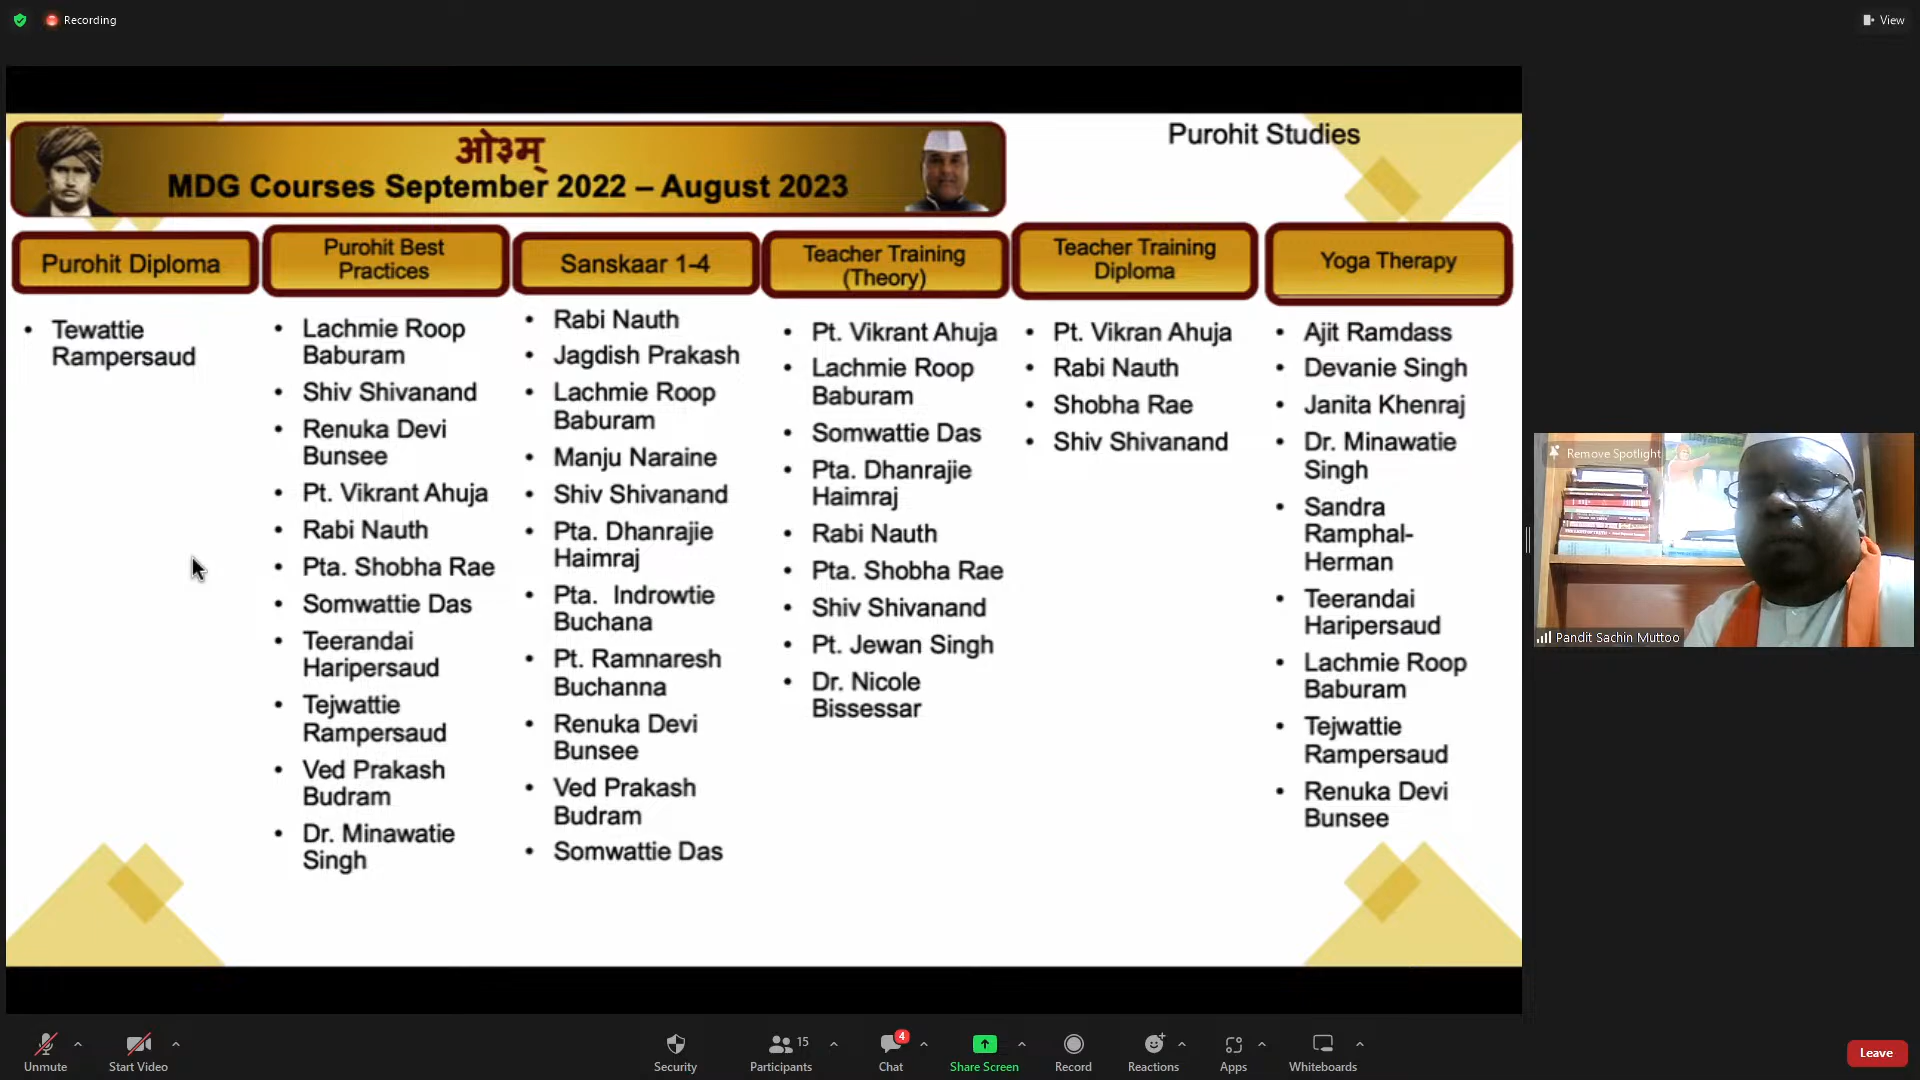 Recording
View
ओ३म्
MDG Courses September 2022 – August 2023
Purohit Studies
Purohit Diploma
Tewattie
Rampersaud
Purohit Best
Practices
Lachmie Roop
Baburam
Shiv Shivanand
Renuka Devi
Bunsee
Pt. Vikrant Ahuja
Rabi Nauth
Pta. Shobha Rae
Somwattie Das
Teerandai
Haripersaud
Tejwattie
Rampersaud
Ved Prakash
Budram
Dr. Minawatie
Singh
Sanskaar 1-4
Rabi Nauth
Jagdish Prakash
Lachmie Roop
Baburam
Manju Naraine
Shiv Shivanand
Pta. Dhanrajie
Haimraj
Pta. Indrowtie
Buchana
Pt. Ramnaresh
Buchanna
Renuka Devi
Bunsee
Ved Prakash
Budram
Somwattie Das
Teacher Training
(Theory)
Pt. Vikrant Ahuja
Lachmie Roop
Baburam
Somwattie Das
Pta. Dhanrajie
Haimraj
Rabi Nauth
Pta. Shobha Rae
Shiv Shivanand
Pt. Jewan Singh
Dr. Nicole
Bissessar
Teacher Training
Diploma
Pt. Vikran Ahuja
Rabi Nauth
Shobha Rae
Shiv Shivanand
Yoga Therapy
Ajit Ramdass
Devanie Singh
Janita Khenraj
Dr. Minawatie
Singh
Sandra
Ramphal-
Herman
Teerandai
Haripersaud
Lachmie Roop
Baburam
Tejwattie
Rampersaud
Renuka Devi
Bunsee
Remove Spotlight
Pandit Sachin Muttoo
Unmute
Start Video
Security
15
Participants
4
Chat
Share Screen
Record
Reactions
Apps
Whiteboards
Leave